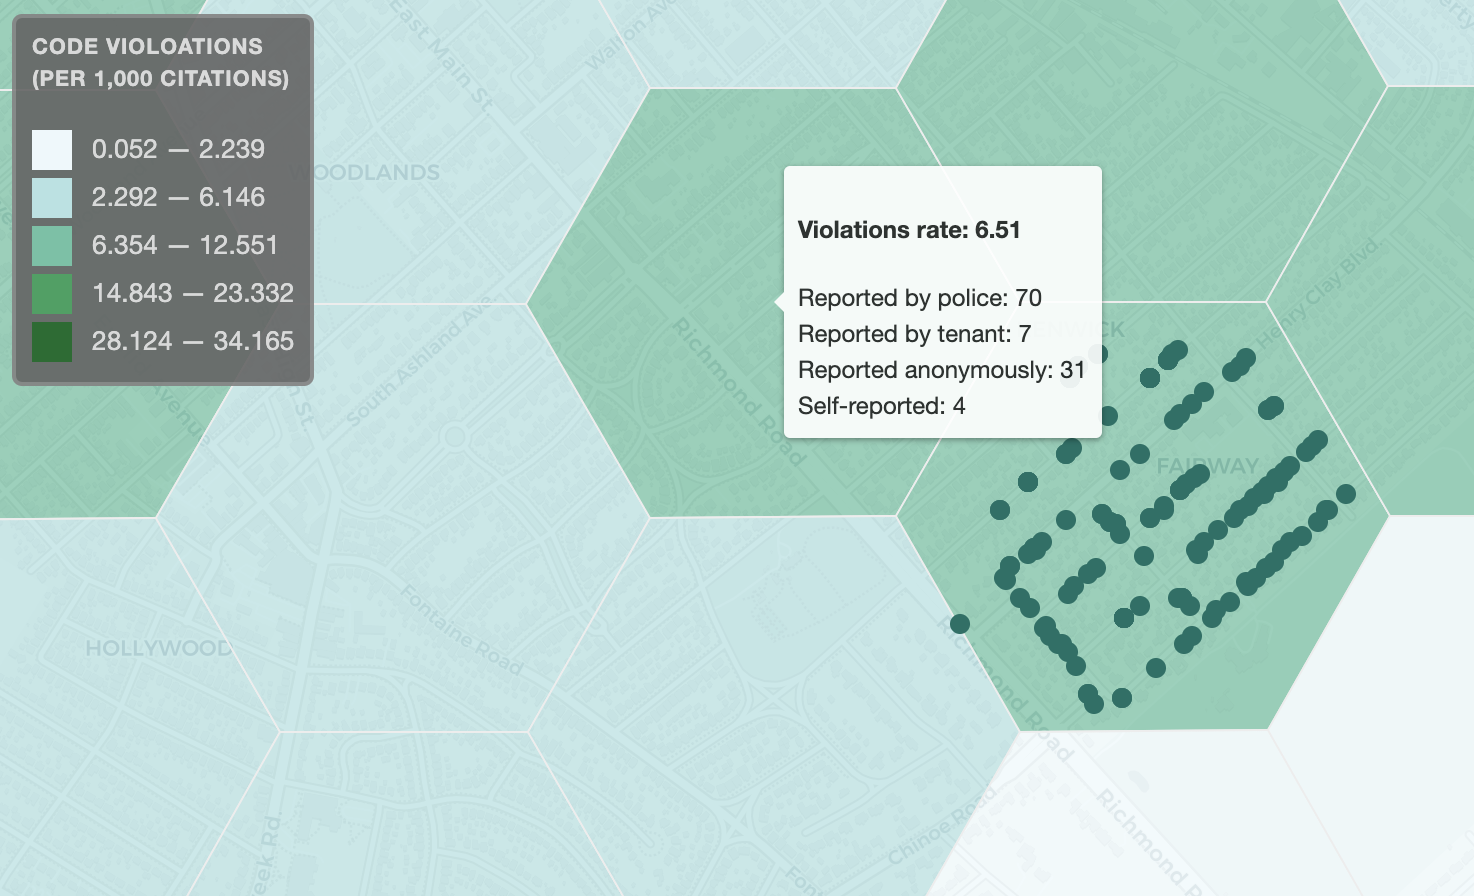 CODE VIOLOATIONS
(PER 1,000 CITATIONS)
0.052 — 2.239
2.292 — 6.146
6.354 — 12.551
14.843 — 23.332
28.124 — 34.165
East Main St
Walton Ave.
WOODLANDS
South Ashland Ave.
Avenue
St.
Richmond Road
Violations rate: 6.51
Reported by police: 70
Reported by tenant: 7
Reported anonymously: 31
Self-reported: 4
Henry Clay Blvd.
FAIRWAY
HOLLYWOOD
Fontaine Road
Richmond Road
Chinoe Road
Richmond R
eek Rd.
Font